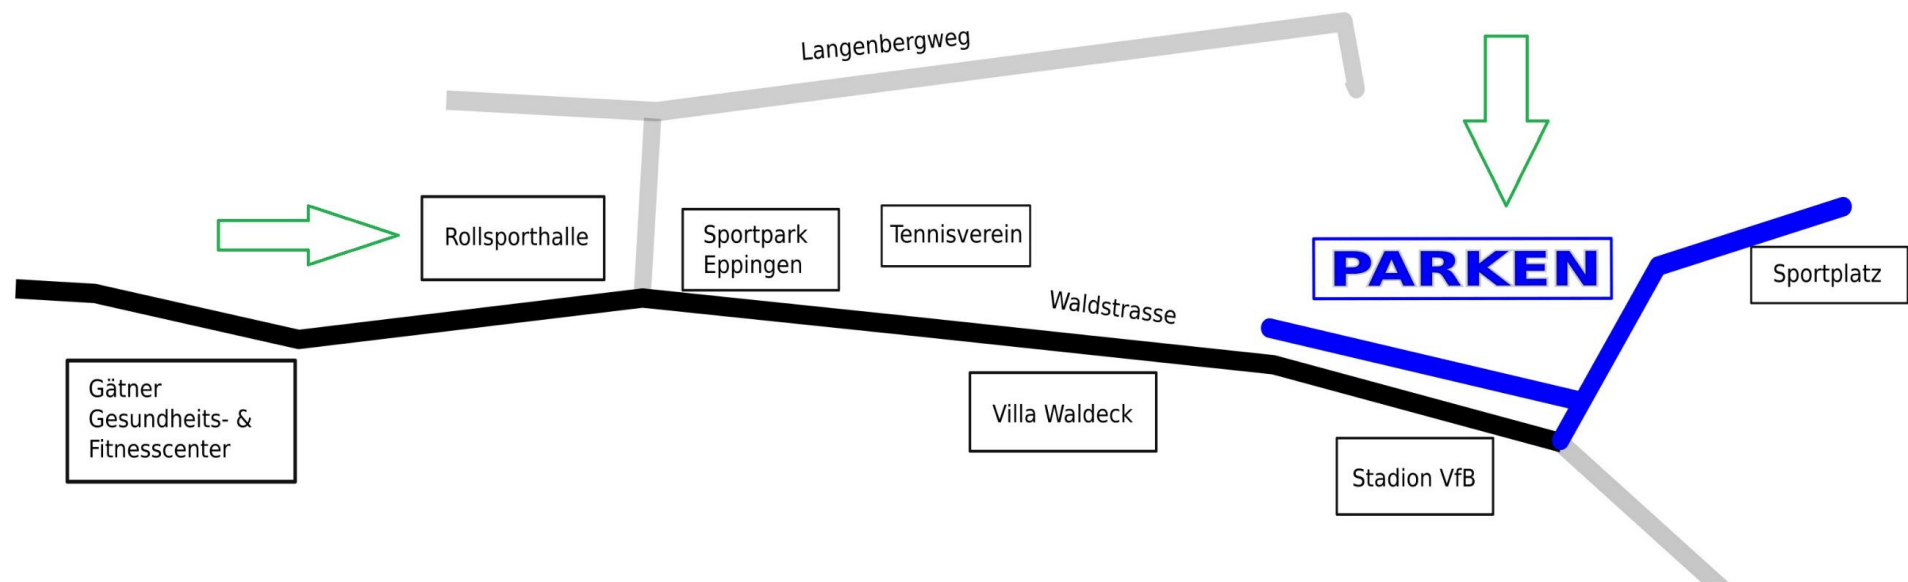 Langenbergweg
Rollsporthalle
Sportpark
Eppingen
Tennisverein
PARKEN
Sportplatz
Waldstrasse
Gätner
Gesundheits- &
Fitnesscenter
Villa Waldeck
Stadion VfB